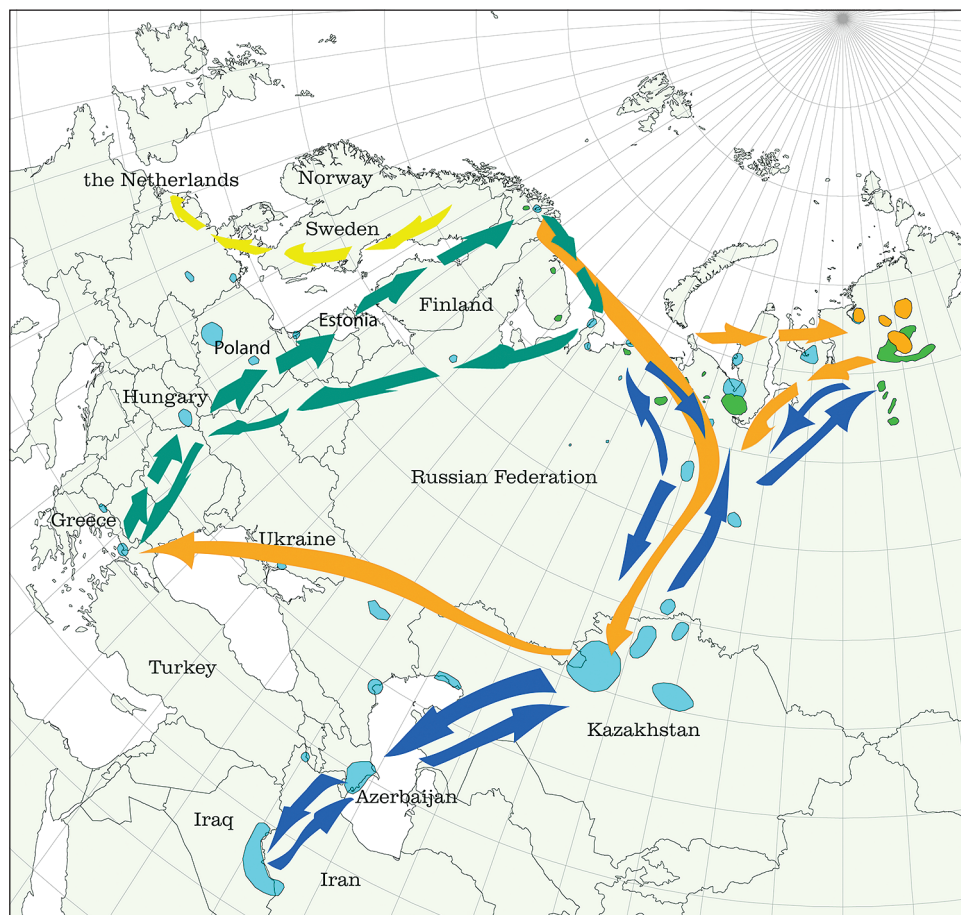 the Netherlands
Norway
Sweden
Finland
Estonia
Poland
Hungary
Russian Federation
Greece
Ukraine
Turkey
Kazakhstan
Azerbaijan
Iraq
Iran